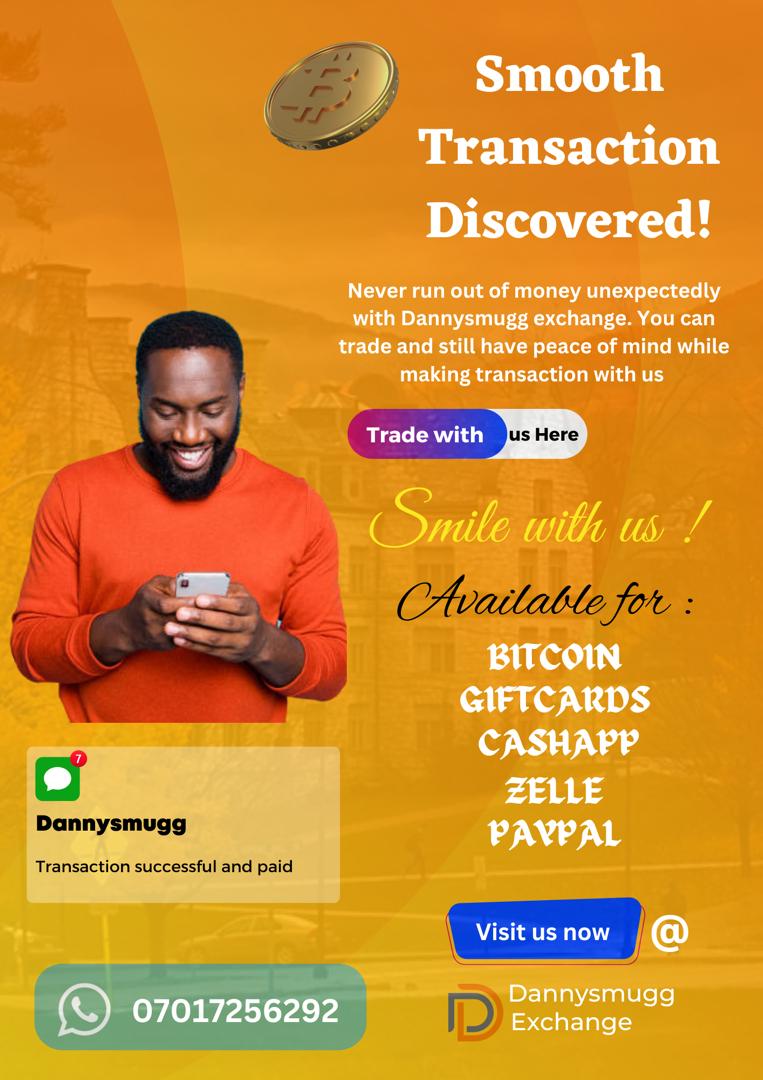 Smooth
Transaction
Discovered!
Never run out of money unexpectedly
with Dannysmugg exchange. You can
trade and still have peace of mind while
making transaction with us
Trade with us Here
Smile with us !
Available for :
BITCOIN
GIFTCARDS
CASHAPP
ZELLE
PAYPAL
7
Dannysmugg
Transaction successful and paid
Visit us now @
07017256292
Dannysmugg
Exchange